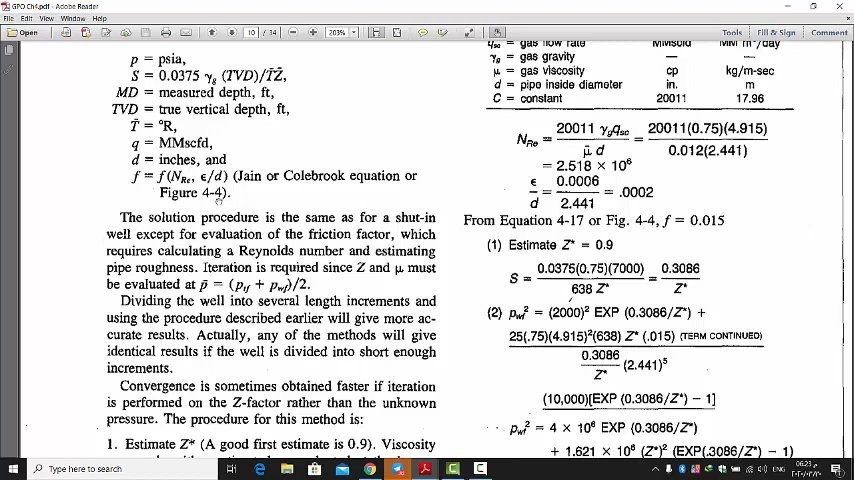 GPO Ch4.pdf - Adobe Reader
File Edit View Window Help
Open
10 / 34
203%
Tools
Fill & Sign
Comment
p = psia,
S = 0.0375 γg (TVD)/T̄Z̄,
MD = measured depth, ft,
TVD = true vertical depth, ft,
T̄ = °R,
q = MMscfd,
d = inches, and
f = f(NRe, ϵ/d) (Jain or Colebrook equation or
Figure 4-4).
The solution procedure is the same as for a shut-in
well except for evaluation of the friction factor, which
requires calculating a Reynolds number and estimating
pipe roughness. Iteration is required since Z and μ must
be evaluated at p̄ = (ptf + pwf)/2.
Dividing the well into several length increments and
using the procedure described earlier will give more ac-
curate results. Actually, any of the methods will give
identical results if the well is divided into short enough
increments.
Convergence is sometimes obtained faster if iteration
is performed on the Z-factor rather than the unknown
pressure. The procedure for this method is:
1. Estimate Z* (A good first estimate is 0.9). Viscosity
qsc = gas flow rate MMscfd MM m³/day
γg = gas gravity — —
μ = gas viscosity cp kg/m-sec
d = pipe inside diameter in. m
C = constant 20011 17.96
NRe = 20011 γgqsc / μ̄ d = 20011(0.75)(4.915) / 0.012(2.441)
= 2.518 × 10⁶
ϵ/d = 0.0006 / 2.441 = .0002
From Equation 4-17 or Fig. 4-4, f = 0.015
(1) Estimate Z* = 0.9
S = 0.0375(0.75)(7000) / 638 Z* = 0.3086 / Z*
(2) pwf² = (2000)² EXP (0.3086/Z*) +
25(.75)(4.915)²(638) Z* (.015) (TERM CONTINUED)
0.3086 / Z* (2.441)⁵
(10,000)[EXP (0.3086/Z*) − 1]
pwf² = 4 × 10⁶ EXP (0.3086/Z*)
+ 1.621 × 10⁶ (Z*)² (EXP(.3086/Z* − 1)
Type here to search
ENG